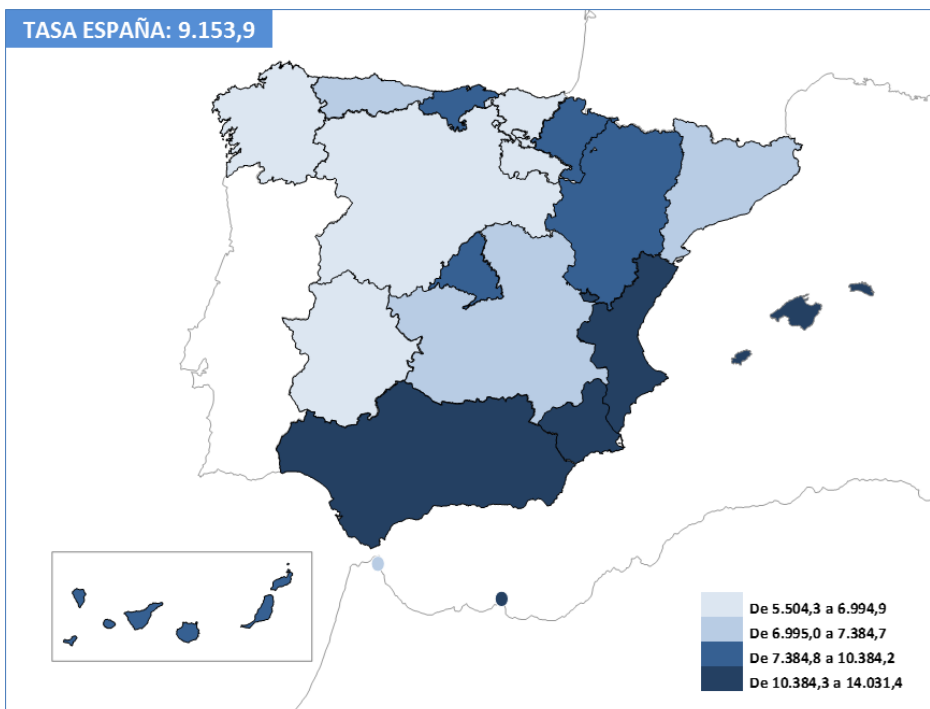 TASA ESPAÑA: 9.153,9
De 5.504,3 a 6.994,9
De 6.995,0 a 7.384,7
De 7.384,8 a 10.384,2
De 10.384,3 a 14.031,4